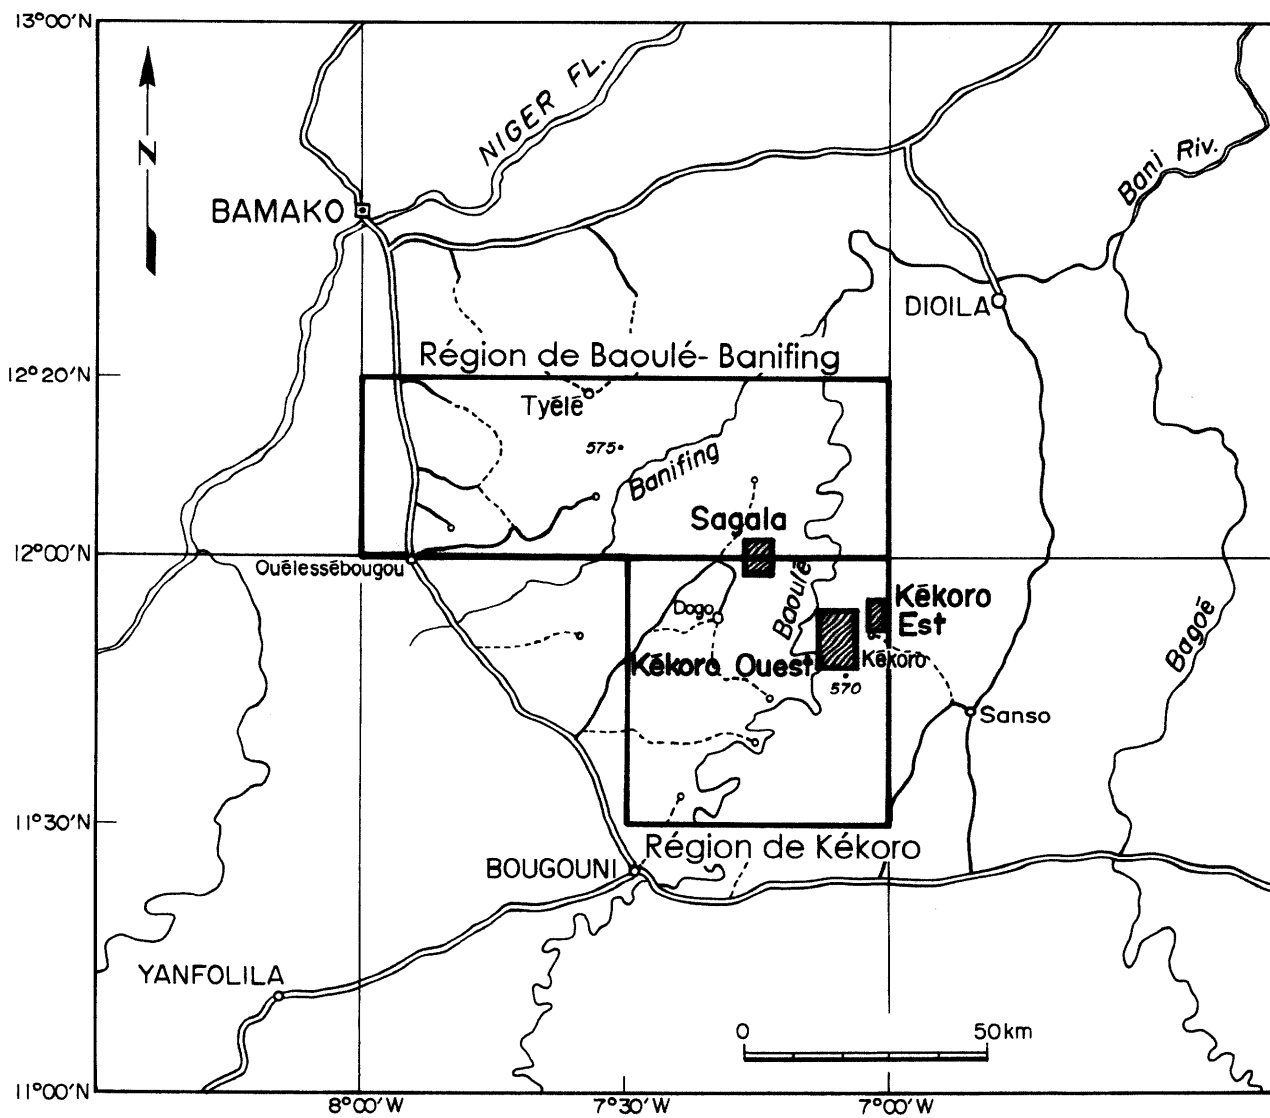 13°00'N
NIGER FL.
N
Bani Riv.
BAMAKO
DIOILA
Région de Baoulé-Banifing
12°20'N
Tyélé
575
Banifing
Sagala
12°00'N
Ouélessébougou
Baoulé
Kékoro
Est
Dogo
Bagoé
Kékoro Ouest
Kékoro
570
Sanso
11°30'N
Région de Kékoro
BOUGOUNI
YANFOLILA
0 50km
11°00'N
8°00'W 7°30'W 7°00'W